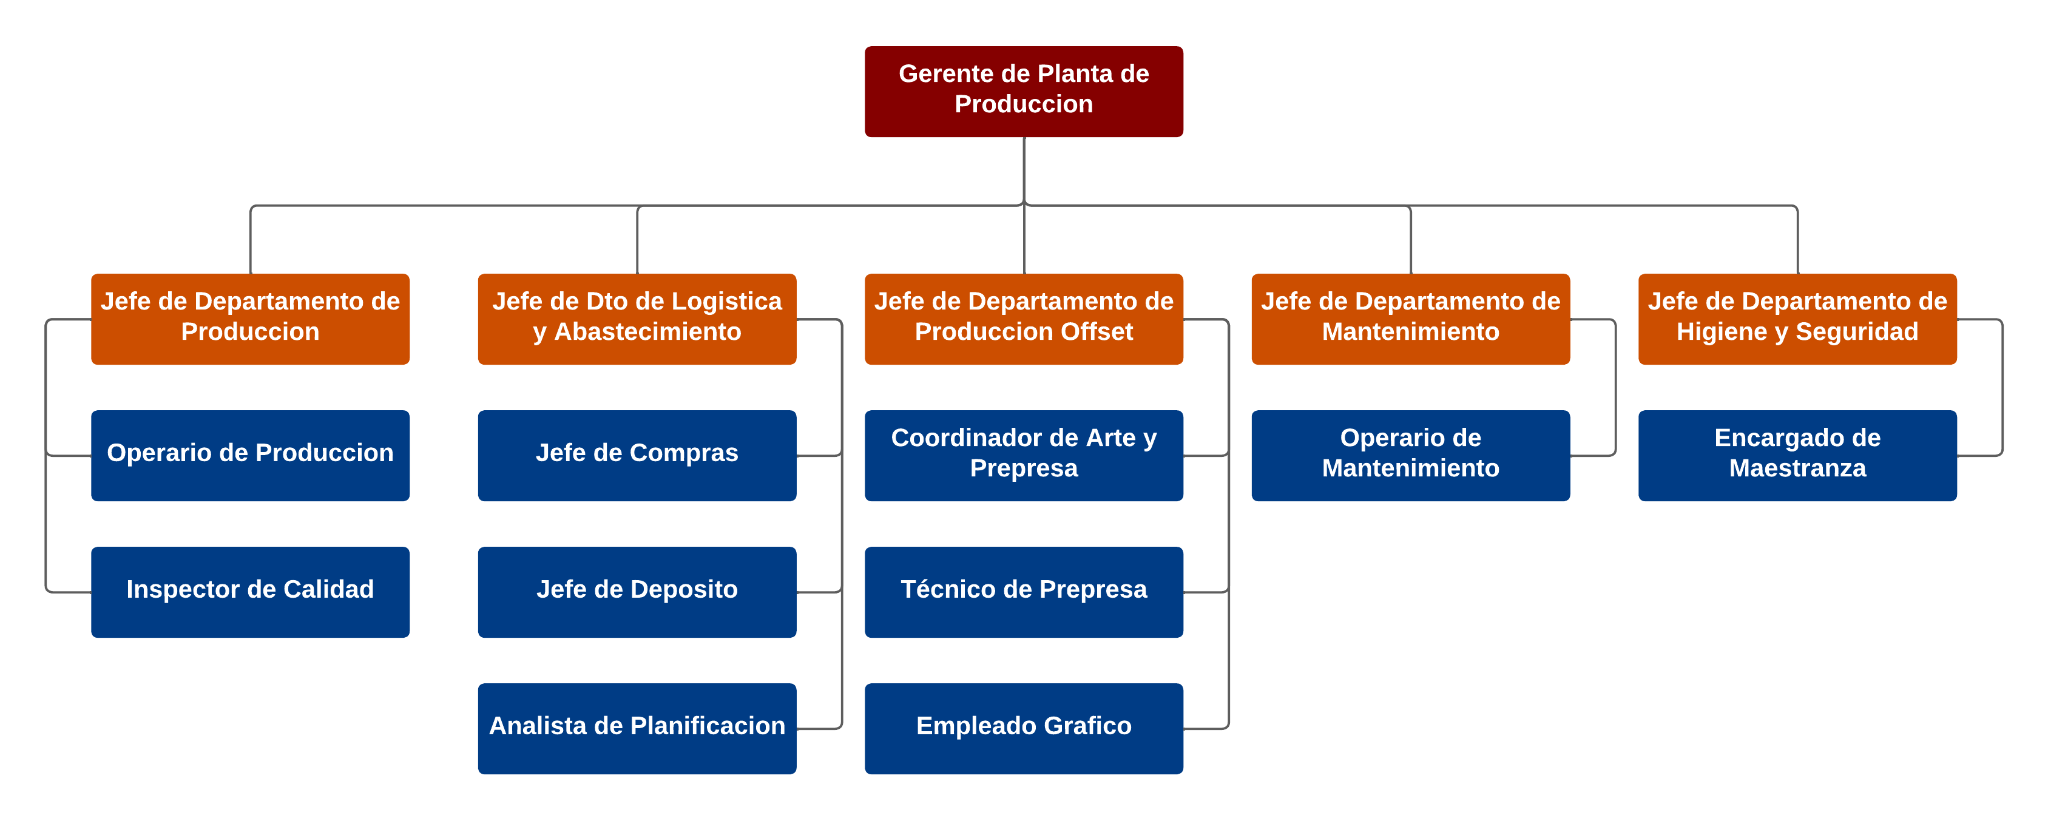 Gerente de Planta de
Produccion
Jefe de Departamento de
Produccion
Jefe de Dto de Logistica
y Abastecimiento
Jefe de Departamento de
Produccion Offset
Jefe de Departamento de
Mantenimiento
Jefe de Departamento de
Higiene y Seguridad
Operario de Produccion
Jefe de Compras
Coordinador de Arte y
Prepresa
Operario de
Mantenimiento
Encargado de
Maestranza
Inspector de Calidad
Jefe de Deposito
Técnico de Prepresa
Analista de Planificacion
Empleado Grafico